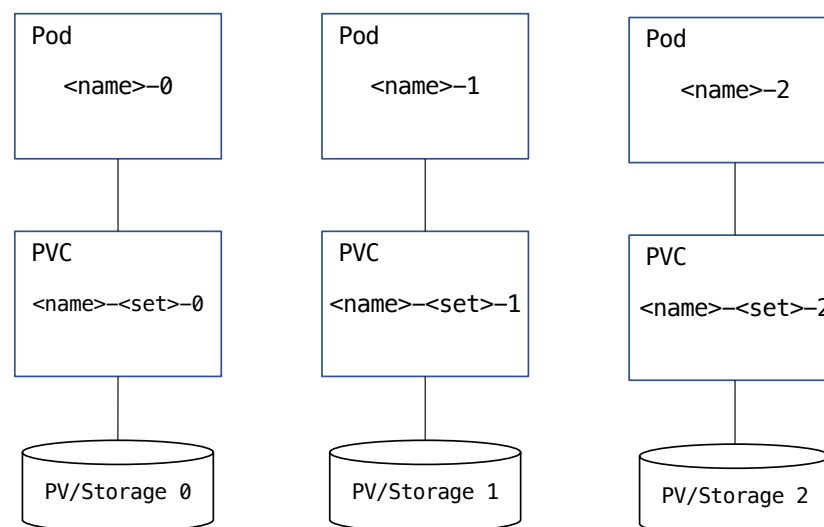 Pod
<name>-0
Pod
<name>-1
Pod
<name>-2
PVC
<name>-<set>-0
PVC
<name>-<set>-1
PVC
<name>-<set>-2
PV/Storage 0
PV/Storage 1
PV/Storage 2